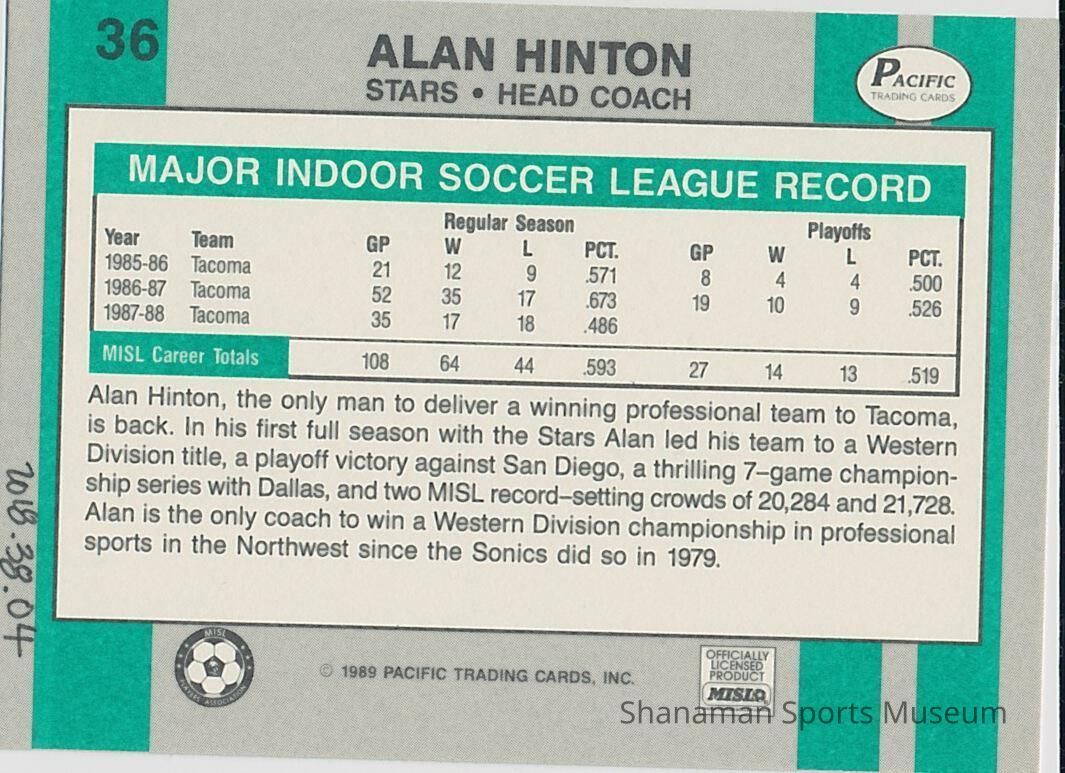 36
ALAN HINTON
STARS • HEAD COACH
PACIFIC
TRADING CARDS
MAJOR INDOOR SOCCER LEAGUE RECORD
Regular Season Playoffs
Year Team GP W L PCT. GP W L PCT.
1985-86 Tacoma 21 12 9 .571 8 4 4 .500
1986-87 Tacoma 52 35 17 .673 19 10 9 .526
1987-88 Tacoma 35 17 18 .486
MISL Career Totals 108 64 44 .593 27 14 13 .519
Alan Hinton, the only man to deliver a winning professional team to Tacoma,
is back. In his first full season with the Stars Alan led his team to a Western
Division title, a playoff victory against San Diego, a thrilling 7–game champion-
ship series with Dallas, and two MISL record–setting crowds of 20,284 and 21,728.
Alan is the only coach to win a Western Division championship in professional
sports in the Northwest since the Sonics did so in 1979.
2018.38.04
MISL
PLAYERS ASSOCIATION
© 1989 PACIFIC TRADING CARDS, INC.
OFFICIALLY
LICENSED
PRODUCT
MISL
Shanaman Sports Museum